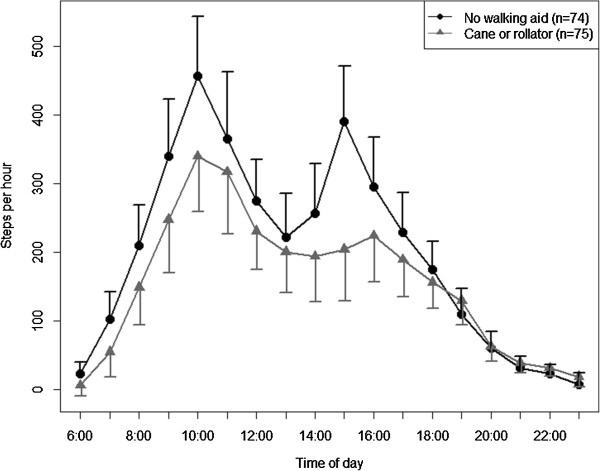 No walking aid (n=74)
Cane or rollator (n=75)
Steps per hour
500
400
300
200
100
0
6:00 8:00 10:00 12:00 14:00 16:00 18:00 20:00 22:00
Time of day